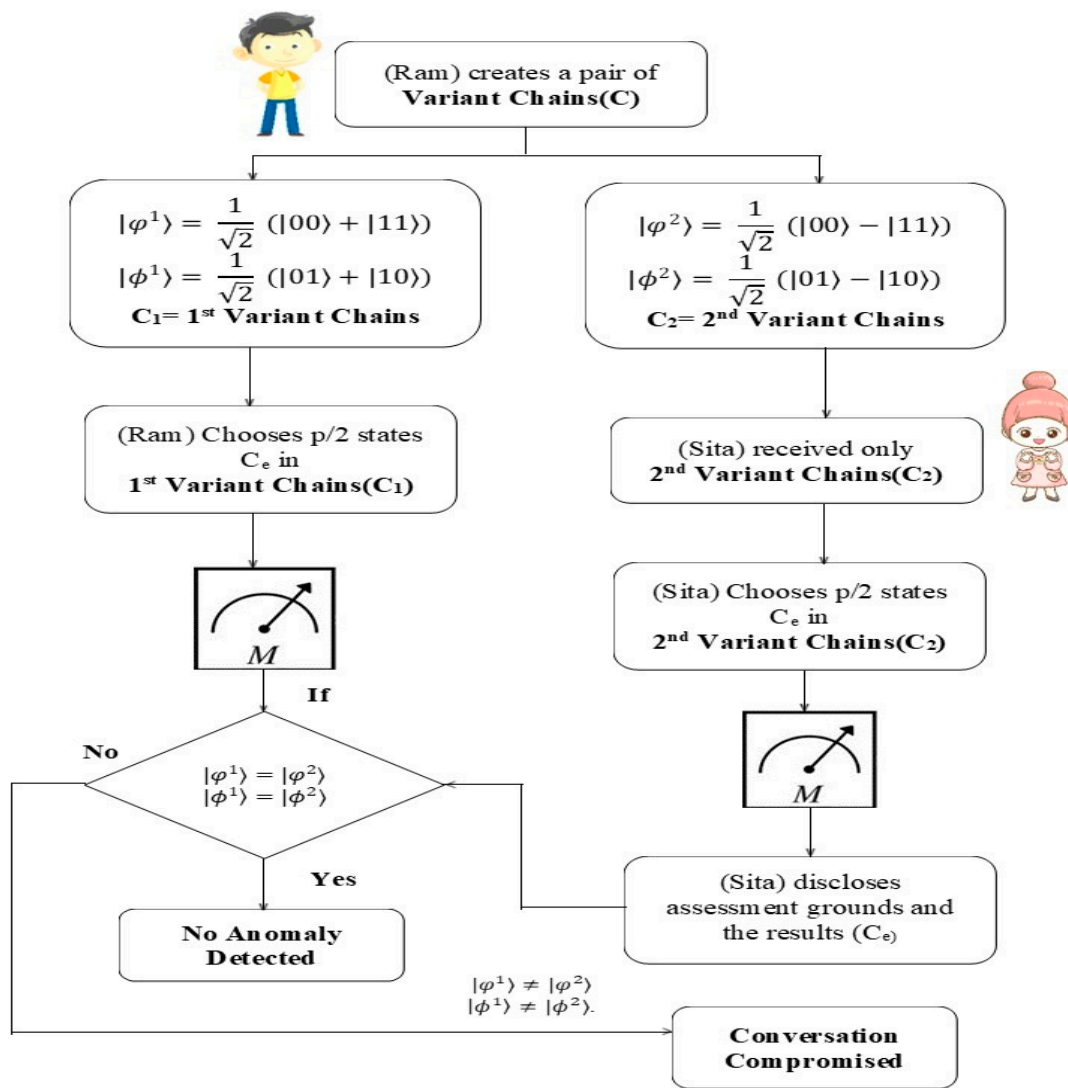 (Ram) creates a pair of
Variant Chains(C)
|φ¹⟩ = 1/√2 (|00⟩ + |11⟩)
|ϕ¹⟩ = 1/√2 (|01⟩ + |10⟩)
C₁= 1ˢᵗ Variant Chains
|φ²⟩ = 1/√2 (|00⟩ − |11⟩)
|ϕ²⟩ = 1/√2 (|01⟩ − |10⟩)
C₂= 2ⁿᵈ Variant Chains
(Ram) Chooses p/2 states
Cₑ in
1ˢᵗ Variant Chains(C₁)
(Sita) received only
2ⁿᵈ Variant Chains(C₂)
(Sita) Chooses p/2 states
Cₑ in
2ⁿᵈ Variant Chains(C₂)
M
If
No
|φ¹⟩ = |φ²⟩
|ϕ¹⟩ = |ϕ²⟩
M
Yes
(Sita) discloses
assessment grounds and
the results (Cₑ)
No Anomaly
Detected
|φ¹⟩ ≠ |φ²⟩
|ϕ¹⟩ ≠ |ϕ²⟩.
Conversation
Compromised